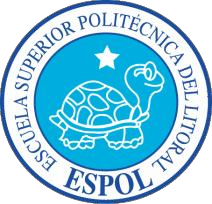 ESCUELA SUPERIOR POLITÉCNICA DEL LITORAL
ESPOL